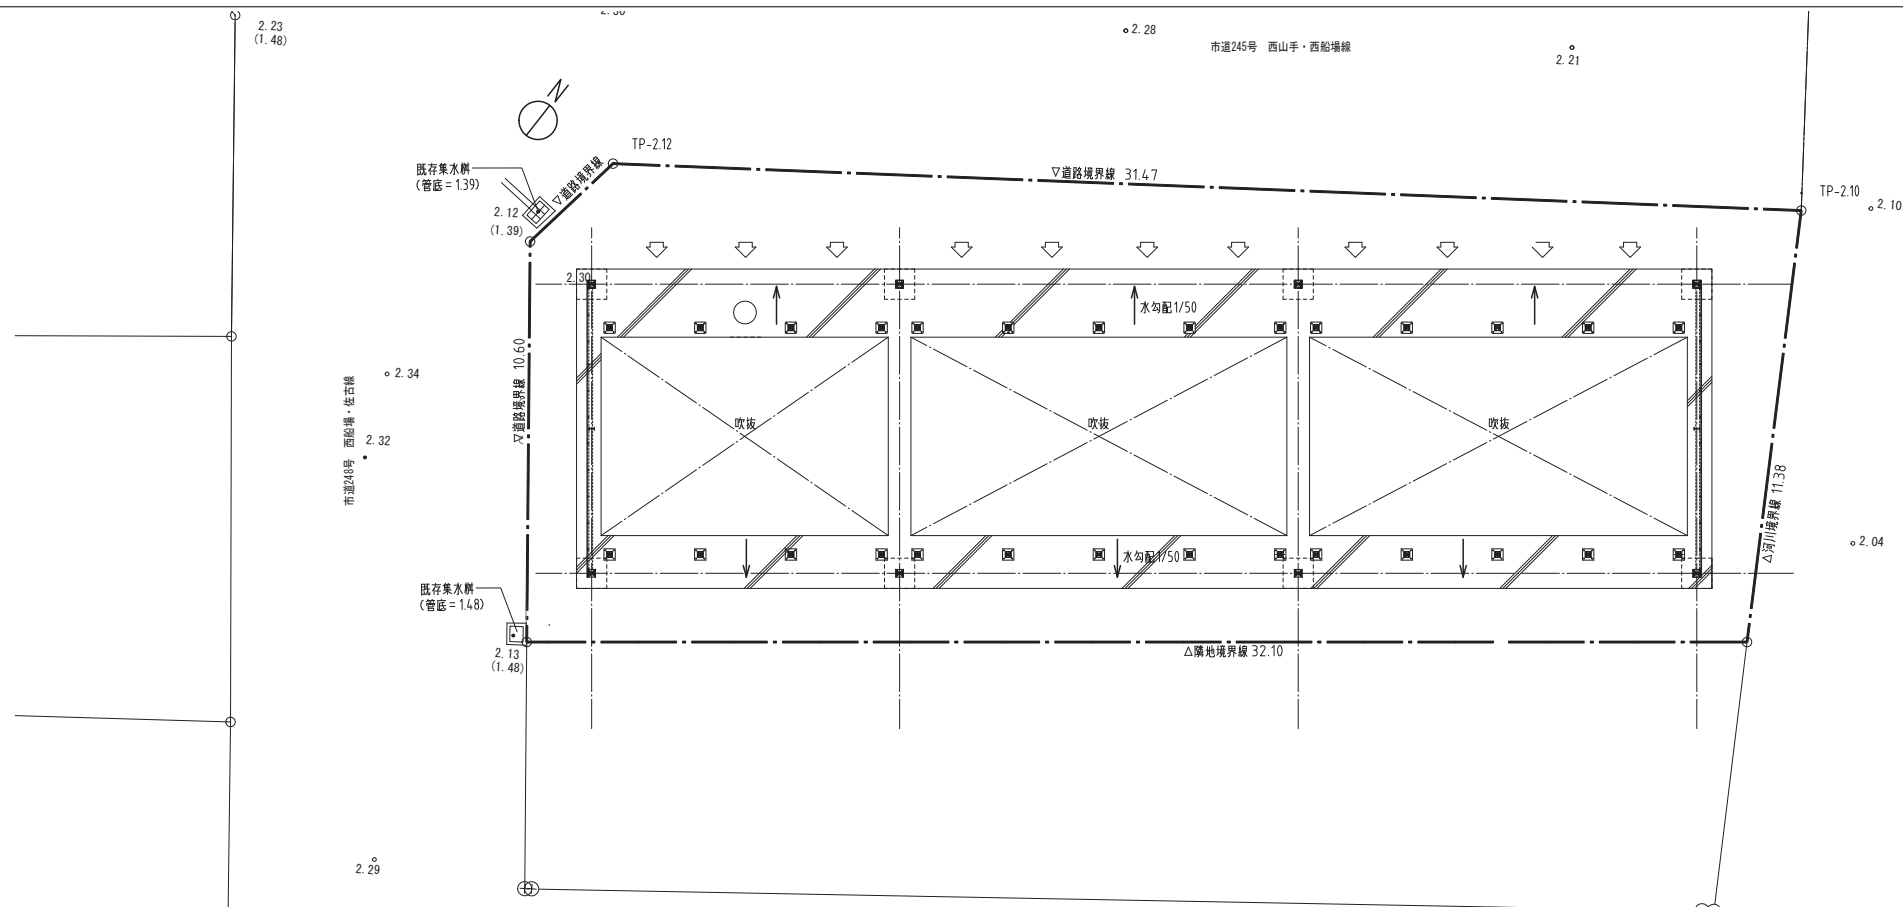 2.23
(1.48)
2.28
市道245号 西山手・西船場線
2.21
N
TP-2.12
既存集水桝
(管底=1.39)
▽道路境界線
▽道路境界線 31.47
TP-2.10
2.10
2.12
(1.39)
2.30
水勾配1/50
▽道路境界線 10.60
2.34
市道248号 西船場・佐古線
2.32
吹抜
吹抜
吹抜
△河川境界線 11.38
2.04
水勾配1/50
既存集水桝
(管底=1.48)
2.13
(1.48)
△隣地境界線 32.10
2.29